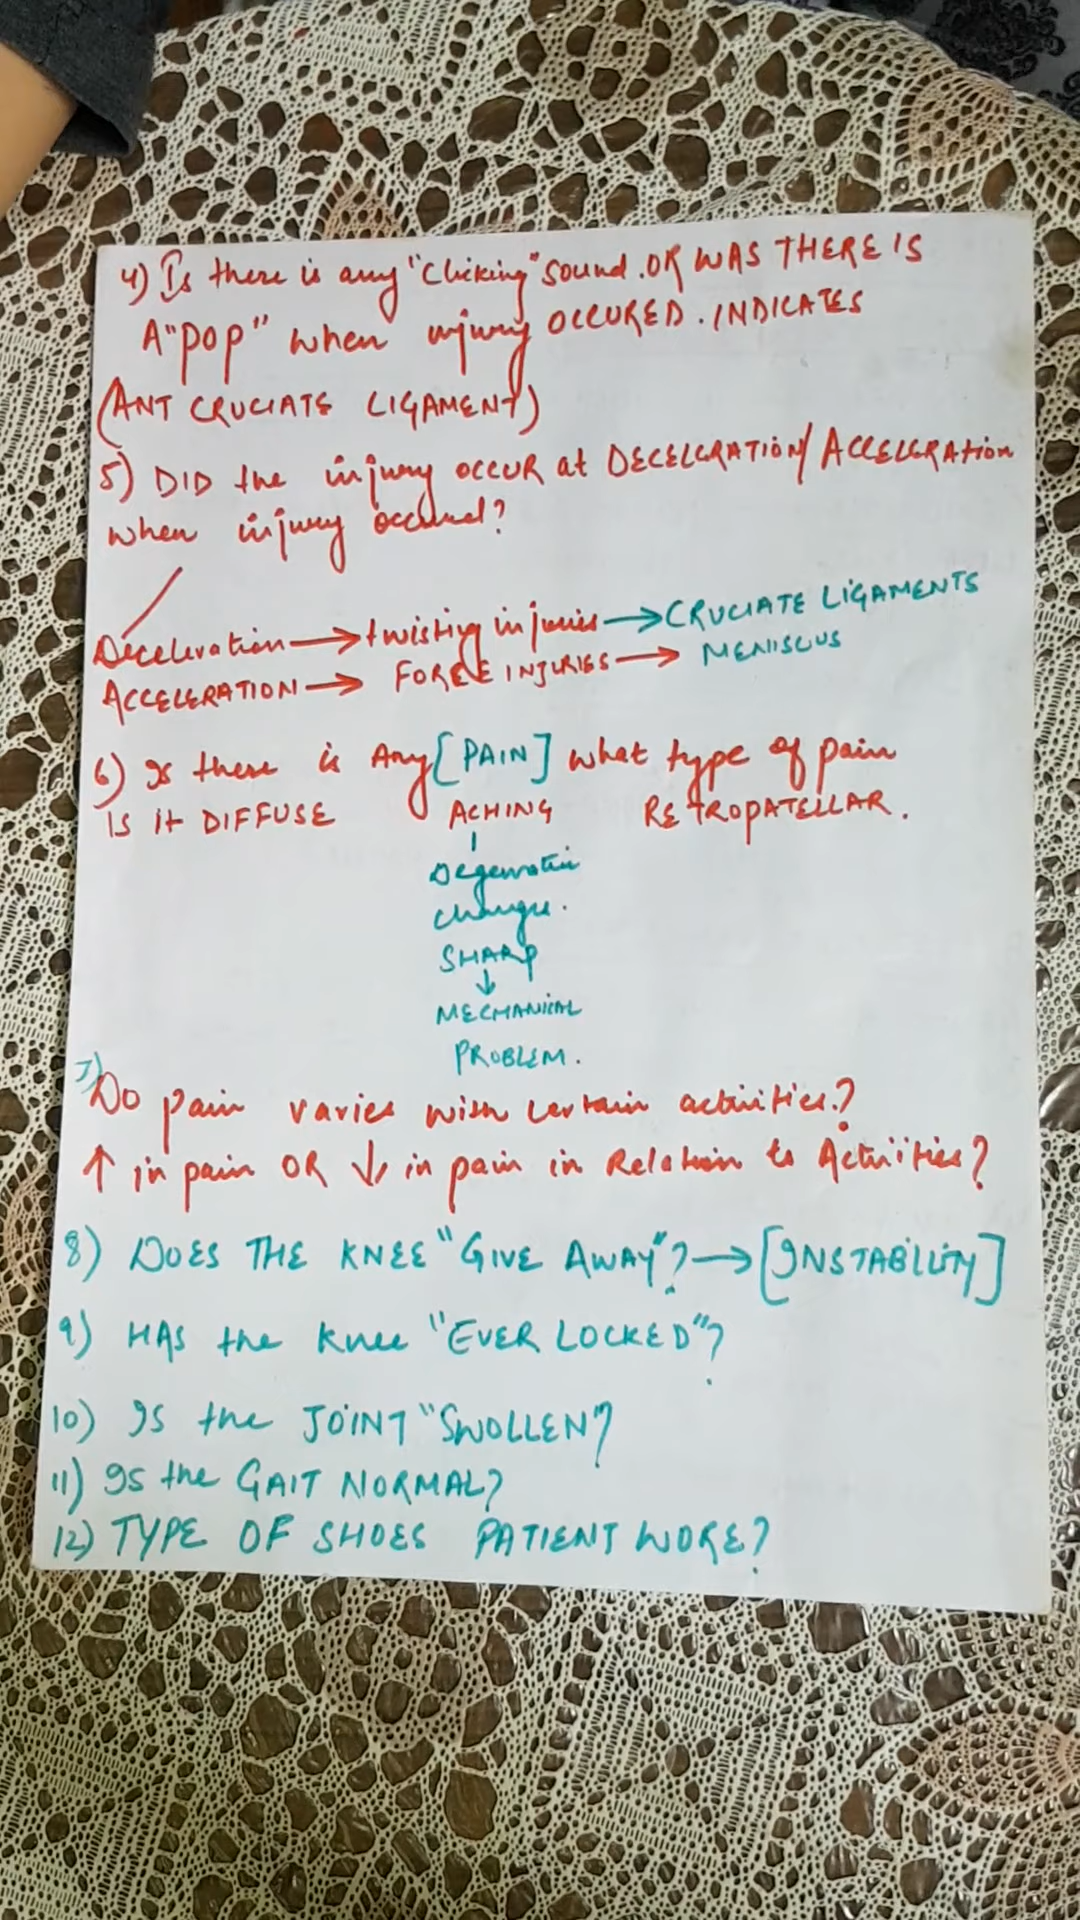 4) Is there is any "Clicking" sound. OR WAS THERE IS
A "POP" when injury OCCURED. INDICATES
(ANT CRUCIATE LIGAMENT)
5) DID the injury OCCUR at DECELERATION/ACCELERATION
when injury occured?
Deceleration → twisting injuries → CRUCIATE LIGAMENTS
ACCELERATION → FORCE INJURIES → MENISCUS
6) Is there is Any [PAIN] what type of pain
IS it DIFFUSE ACHING RETROPATELLAR.
Degenerative
changes.
SHARP
↓
MECHANICAL
PROBLEM.
7) Do pain varies with certain activities?
↑ in pain OR ↓ in pain in Relation to Activities?
8) DOES THE KNEE "GIVE AWAY"? → [INSTABILITY]
9) HAS the knee "EVER LOCKED"?
10) IS the JOINT "SWOLLEN"?
11) IS the GAIT NORMAL?
12) TYPE OF SHOES PATIENT WORE?